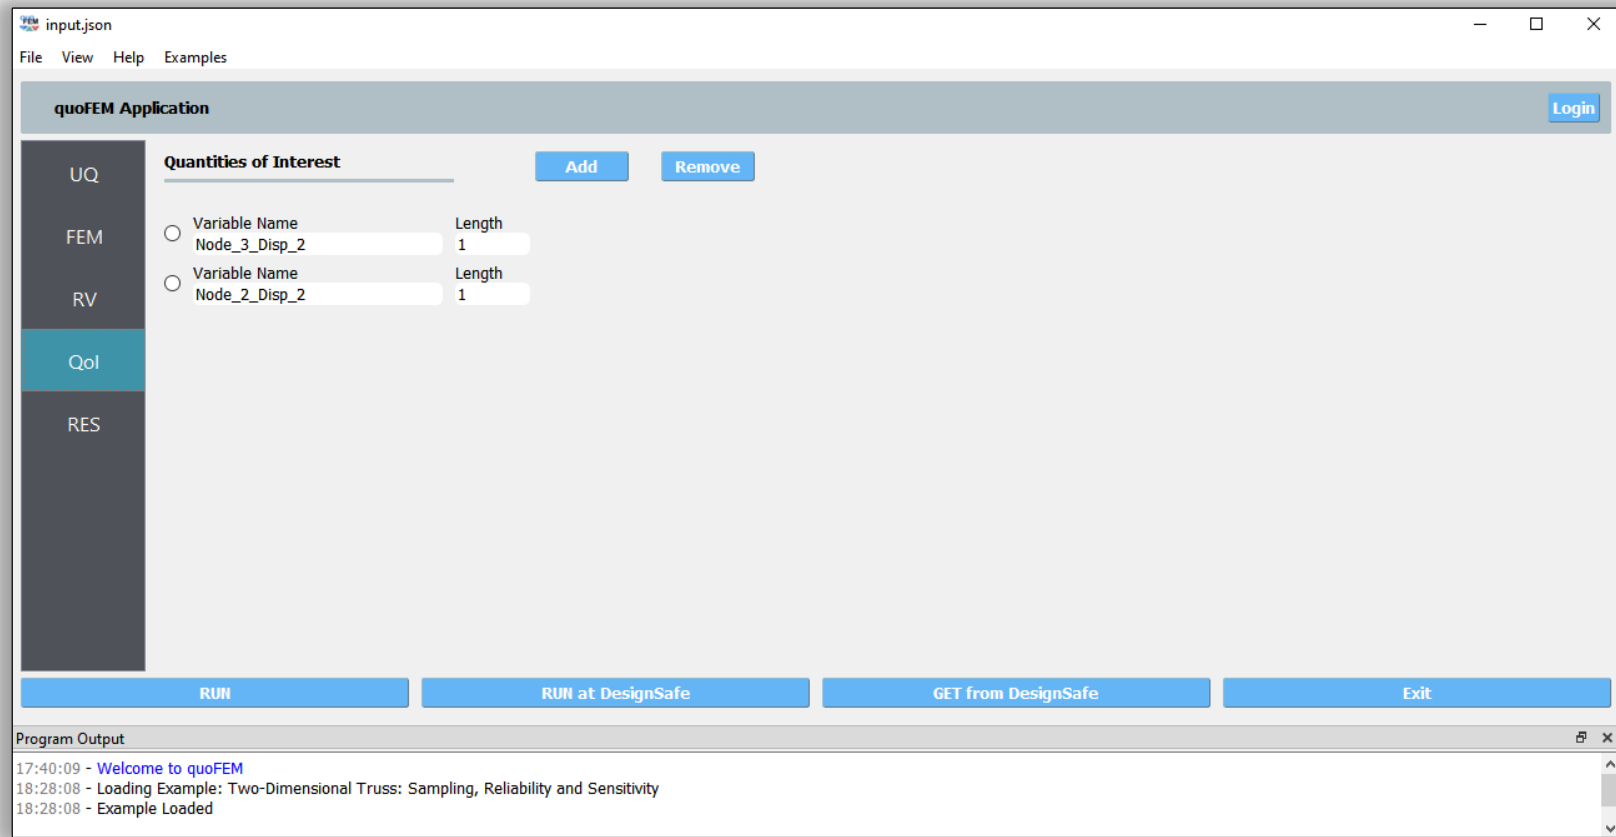 FEM input.json
File View Help Examples
quoFEM Application
Login
UQ
FEM
RV
QoI
RES
Quantities of Interest
Add
Remove
Variable Name Length
Node_3_Disp_2 1
Variable Name Length
Node_2_Disp_2 1
RUN
RUN at DesignSafe
GET from DesignSafe
Exit
Program Output
17:40:09 - Welcome to quoFEM
18:28:08 - Loading Example: Two-Dimensional Truss: Sampling, Reliability and Sensitivity
18:28:08 - Example Loaded